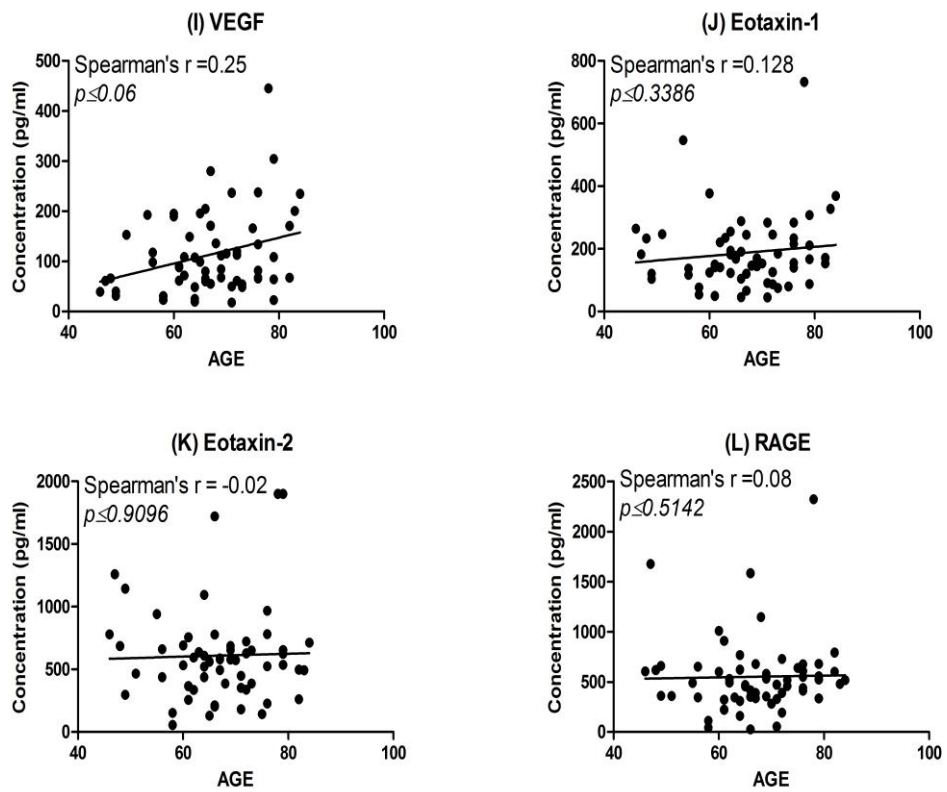 (I) VEGF
Spearman's r =0.25
p≤0.06
Concentration (pg/ml)
500
400
300
200
100
0
40
60
80
100
AGE
(J) Eotaxin-1
Spearman's r =0.128
p≤0.3386
Concentration (pg/ml)
800
600
400
200
0
40
60
80
100
AGE
(K) Eotaxin-2
Spearman's r = -0.02
p≤0.9096
Concentration (pg/ml)
2000
1500
1000
500
0
40
60
80
100
AGE
(L) RAGE
Spearman's r =0.08
p≤0.5142
Concentration (pg/ml)
2500
2000
1500
1000
500
0
40
60
80
100
AGE